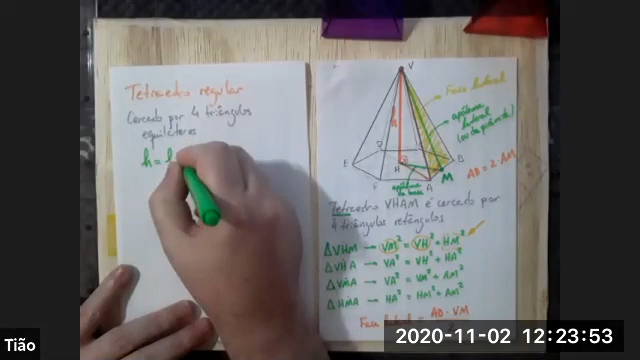 Tetraedro regular
Cercado por 4 triângulos
equiláteros
h = l
V
Face lateral
apótema
lateral
(ou da pirâmide)
h
D
E
H
B
F
A
M
apótema
da base
AB = 2·AM
Tetraedro VHAM é cercado por
4 triângulos retângulos
ΔVHM → VM² = VH² + HM²
ΔVHA → VA² = VH² + HA²
ΔVMA → VA² = VM² + AM²
ΔHMA → HA² = HM² + AM²
Face lateral = AB · VM
Tião
2020-11-02 12:23:53